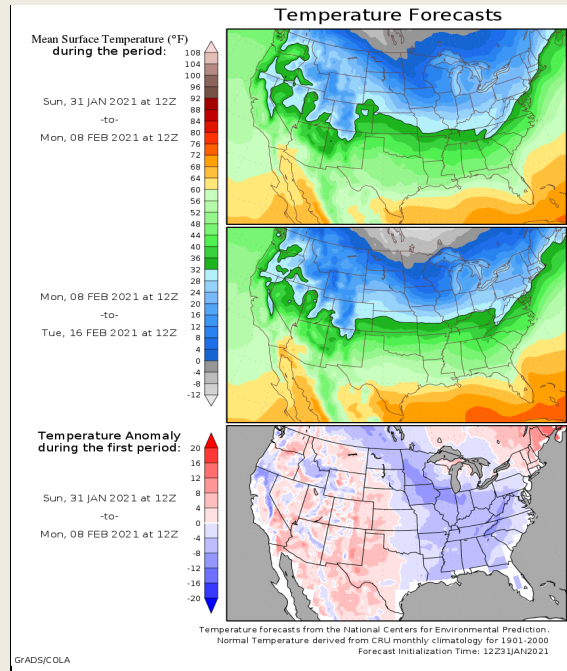 Temperature Forecasts
Mean Surface Temperature (°F)
during the period:
108
104
100
96
92
88
84
80
76
72
68
64
60
56
52
48
44
40
36
32
28
24
20
16
12
8
4
0
-4
-8
-12
Sun, 31 JAN 2021 at 12Z
-to-
Mon, 08 FEB 2021 at 12Z
Mon, 08 FEB 2021 at 12Z
-to-
Tue, 16 FEB 2021 at 12Z
Temperature Anomaly
during the first period:
20
16
12
8
4
0
-4
-8
-12
-16
-20
Sun, 31 JAN 2021 at 12Z
-to-
Mon, 08 FEB 2021 at 12Z
Temperature forecasts from the National Centers for Environmental Prediction.
Normal Temperature derived from CRU monthly climatology for 1901-2000
Forecast Initialization Time: 12Z31JAN2021
GrADS/COLA